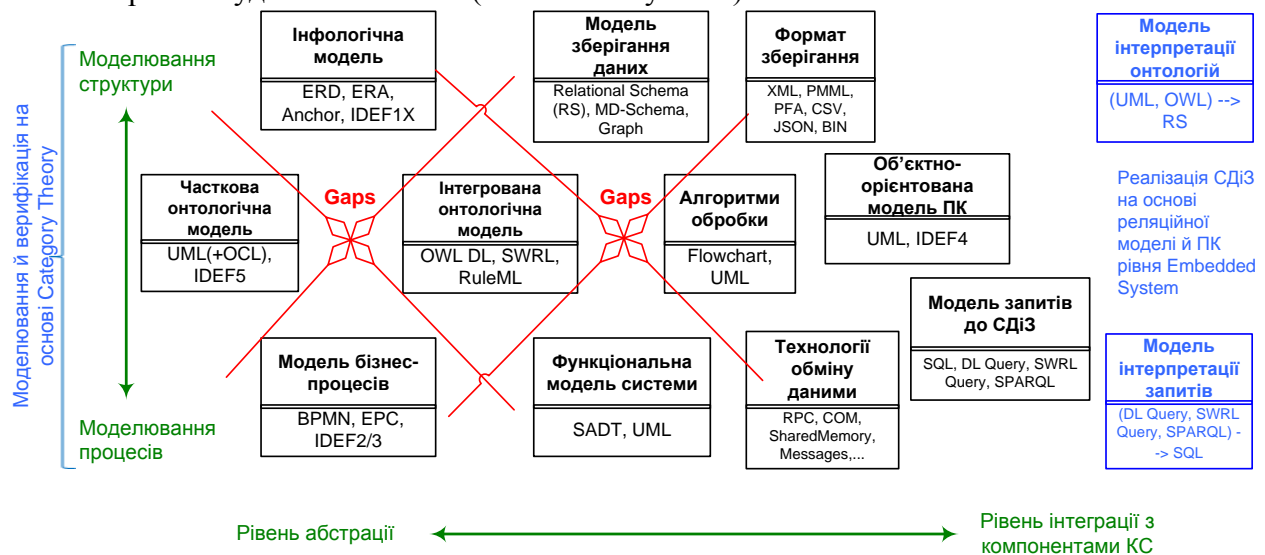 Інфологічна
модель
ERD, ERA,
Anchor, IDEF1X
Модель
зберігання
даних
Relational Schema
(RS), MD-Schema,
Graph
Формат
зберігання
XML, PMML,
PFA, CSV,
JSON, BIN
Модель
інтерпретації
онтологій
(UML, OWL) -->
RS
Моделювання
структури
Моделювання й верифікація на
основі Category Theory
Часткова
онтологічна
модель
UML(+OCL),
IDEF5
Gaps
Інтегрована
онтологічна
модель
OWL DL, SWRL,
RuleML
Gaps
Алгоритми
обробки
Flowchart,
UML
Об’єктно-
орієнтована
модель ПК
UML, IDEF4
Реалізація СДіЗ
на основі
реляційної
моделі й ПК
рівня Embedded
System
Модель запитів
до СДіЗ
SQL, DL Query, SWRL
Query, SPARQL
Модель бізнес-
процесів
BPMN, EPC,
IDEF2/3
Функціональна
модель системи
SADT, UML
Технології
обміну
даними
RPC, COM,
SharedMemory,
Messages,...
Модель
інтерпретації
запитів
(DL Query, SWRL
Query, SPARQL) -
-> SQL
Моделювання
процесів
Рівень абстрації
Рівень інтеграції з
компонентами КС